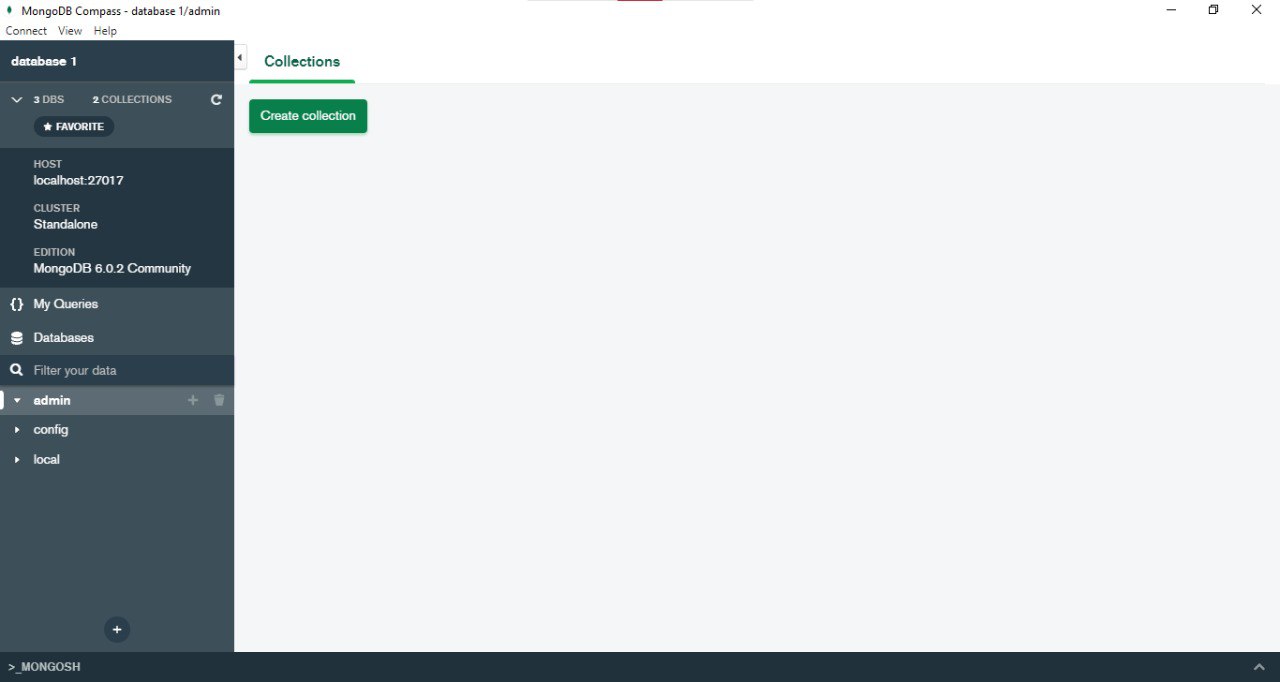 MongoDB Compass - database 1/admin
Connect View Help
database 1
Collections
3 DBS 2 COLLECTIONS
FAVORITE
Create collection
HOST
localhost:27017
CLUSTER
Standalone
EDITION
MongoDB 6.0.2 Community
{} My Queries
Databases
Filter your data
admin
config
local
>_MONGOSH